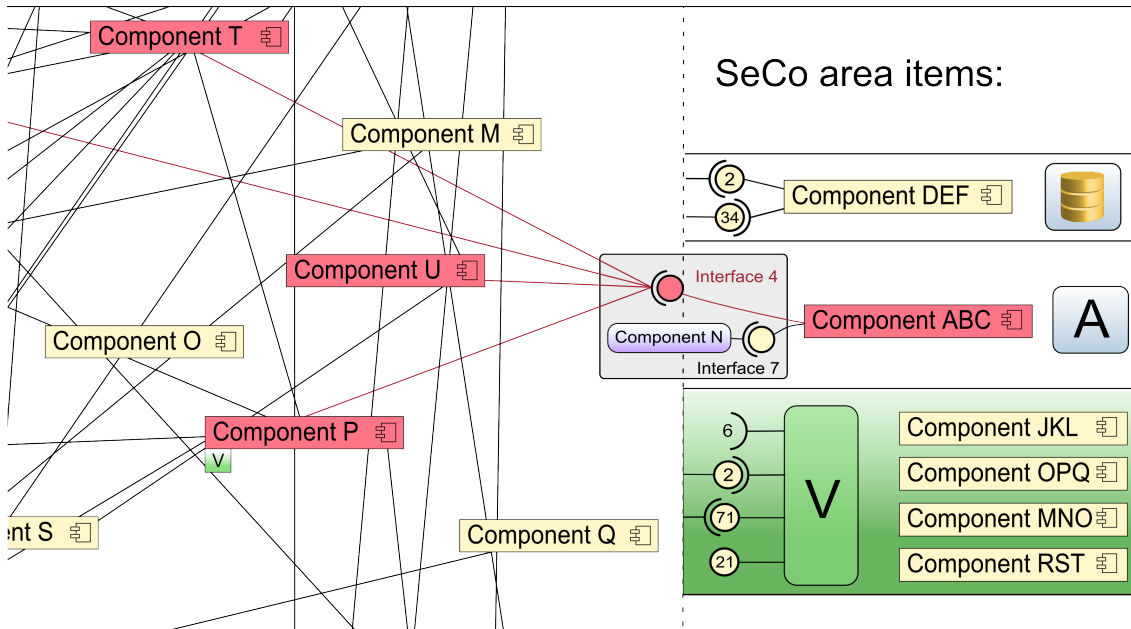 Component T
SeCo area items:
Component M
2
Component DEF
34
Component U
Interface 4
Component ABC
A
Component N
Interface 7
Component O
Component P
V
6
2
71
21
V
Component JKL
Component OPQ
Component MNO
Component RST
nt S
Component Q